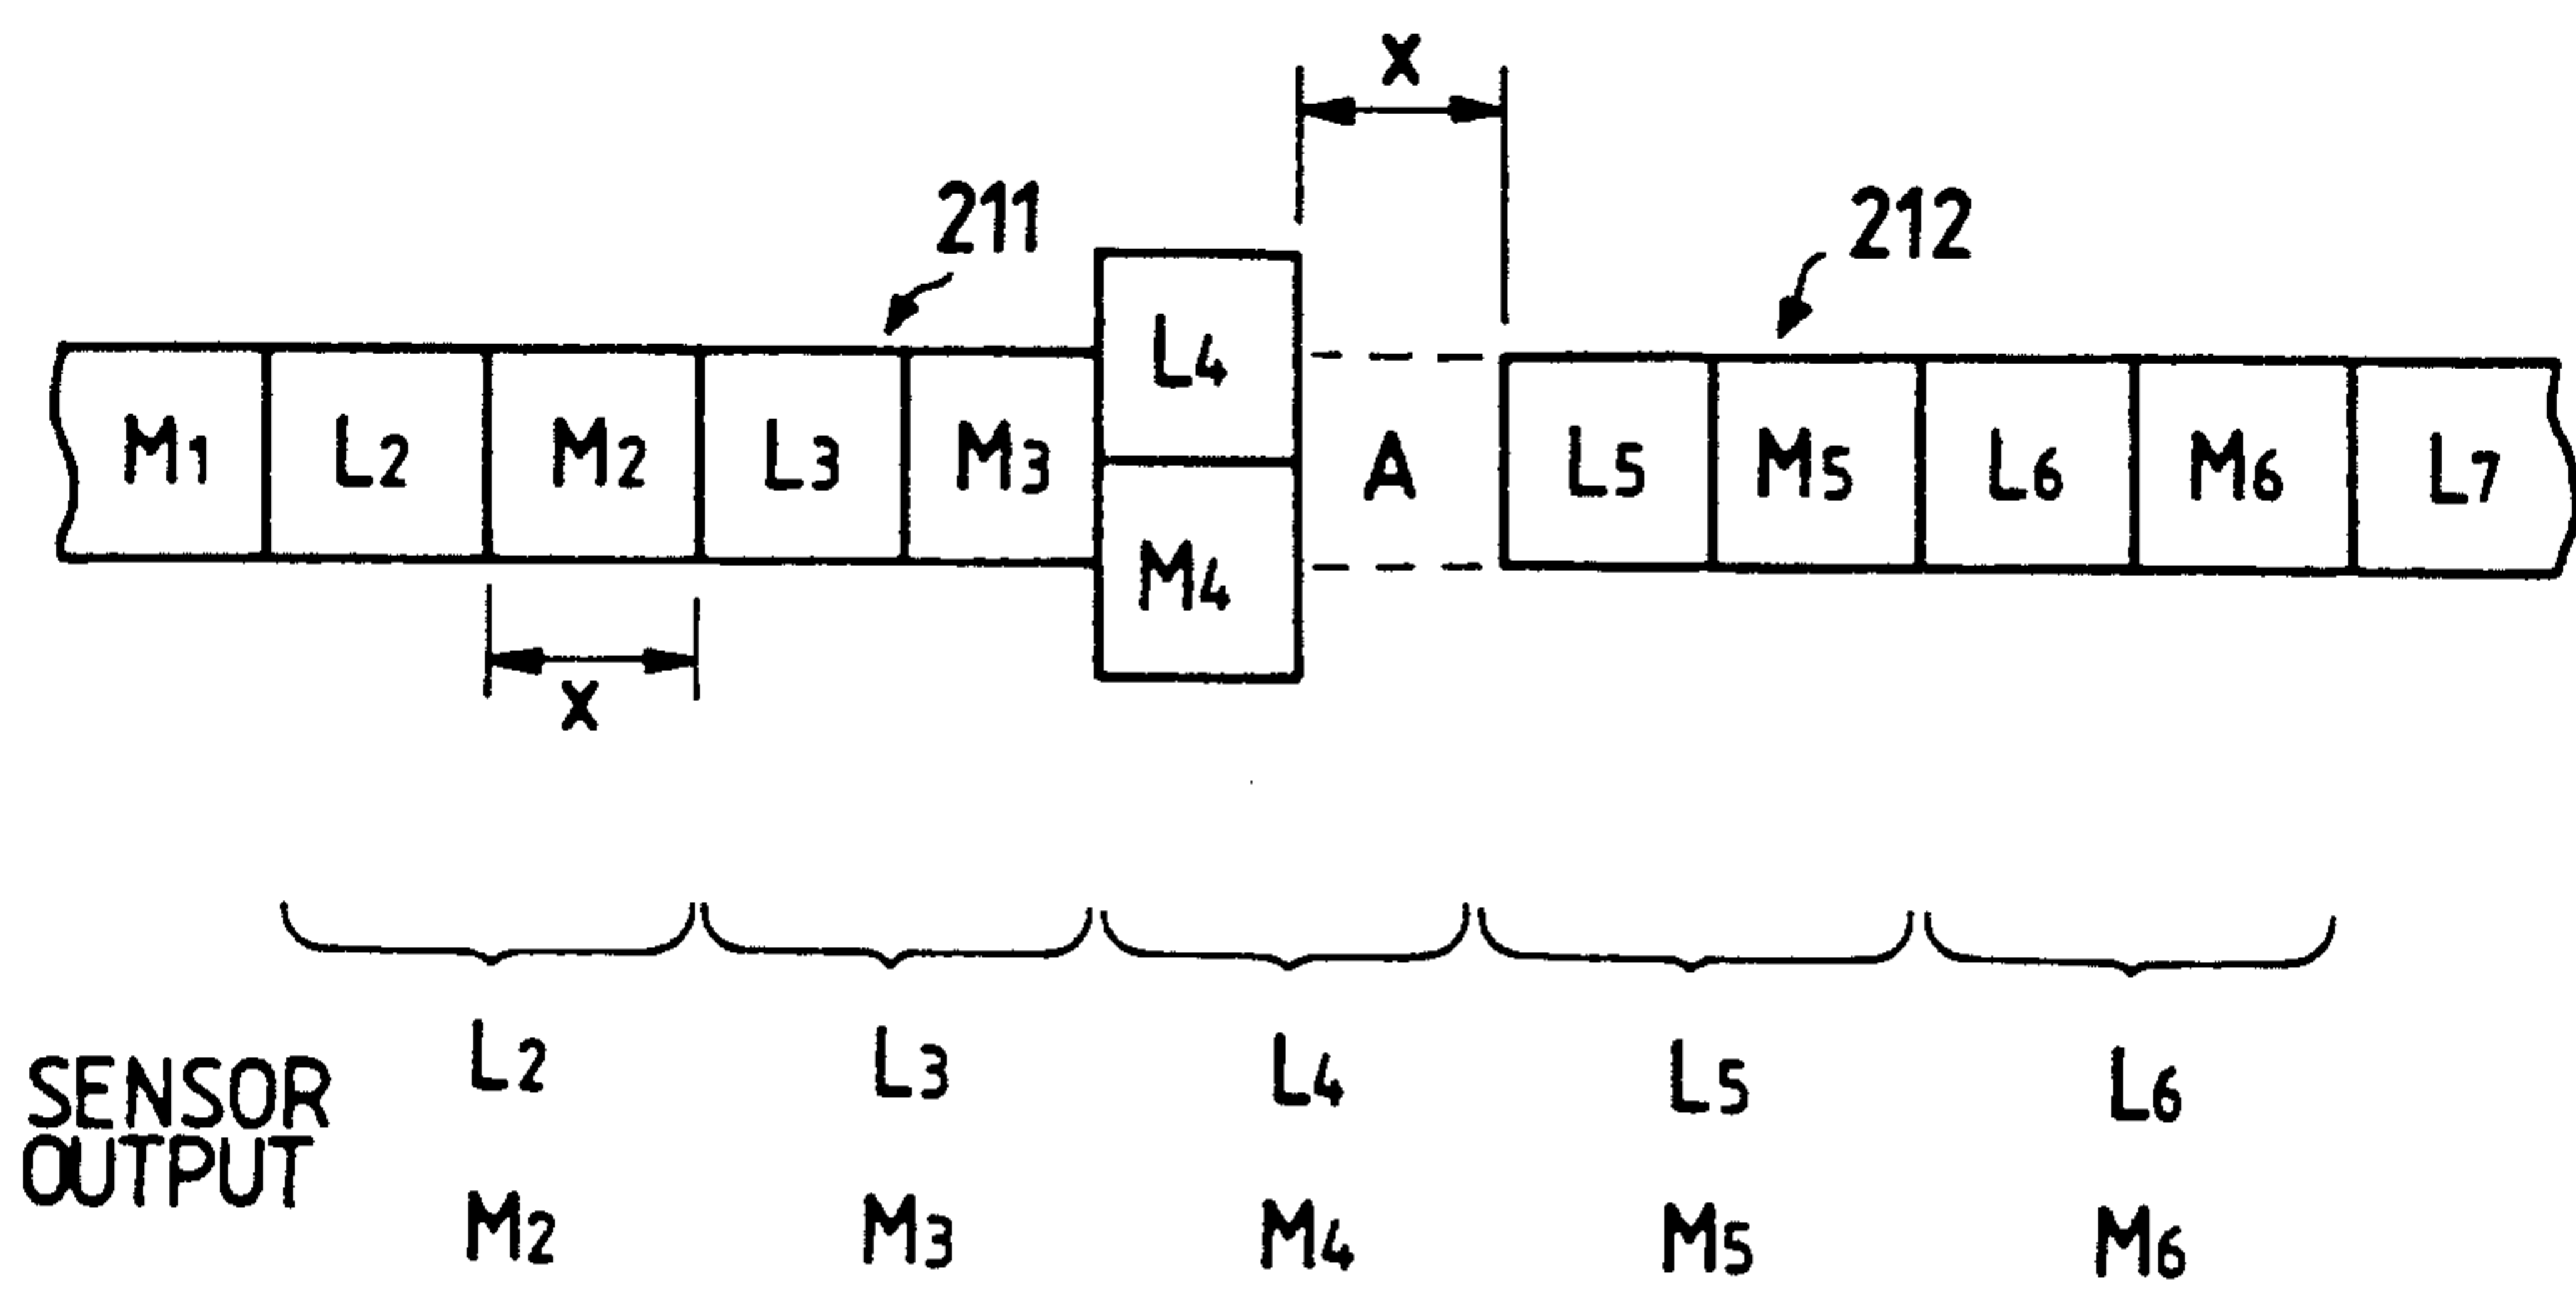 X
211
212
L4
M1 L2 M2 L3 M3 A L5 M5 L6 M6 L7
M4
X
L2 L3 L4 L5 L6
SENSOR
OUTPUT
M2 M3 M4 M5 M6